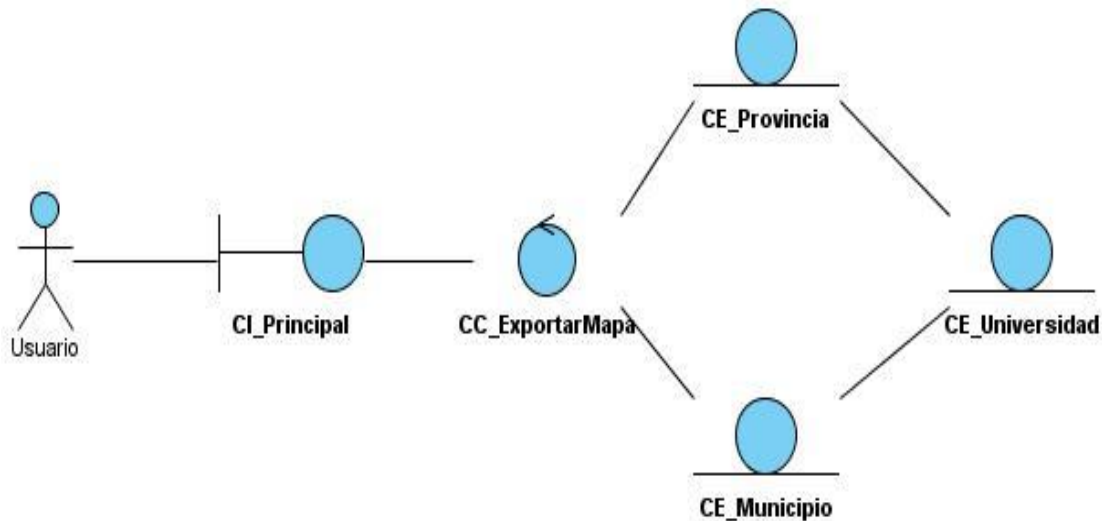 CE_Provincia
Usuario
CI_Principal
CC_ExportarMapa
CE_Universidad
CE_Municipio